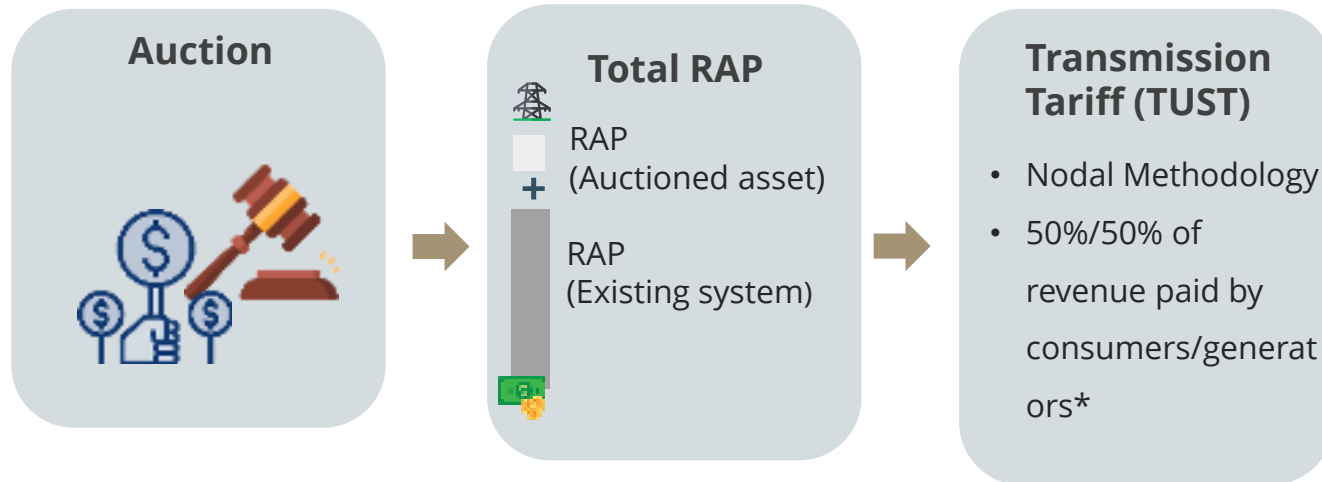 Auction
Total RAP
RAP
(Auctioned asset)
+
RAP
(Existing system)
Transmission
Tariff (TUST)
• Nodal Methodology
• 50%/50% of
revenue paid by
consumers/generat
ors*